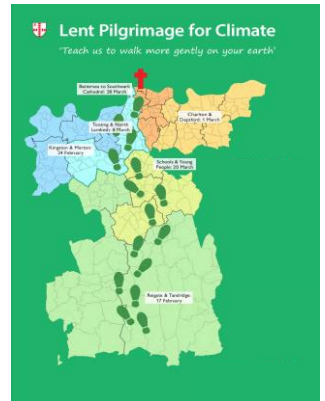 Lent Pilgrimage for Climate
'Teach us to walk more gently on your earth'
Battersea to Southwark
Cathedral: 28 March
Charlton &
Deptford: 1 March
Tooting & North
Lambeth: 8 March
Kingston & Merton:
24 February
Schools & Young
People: 20 March
Reigate & Tandridge:
17 February